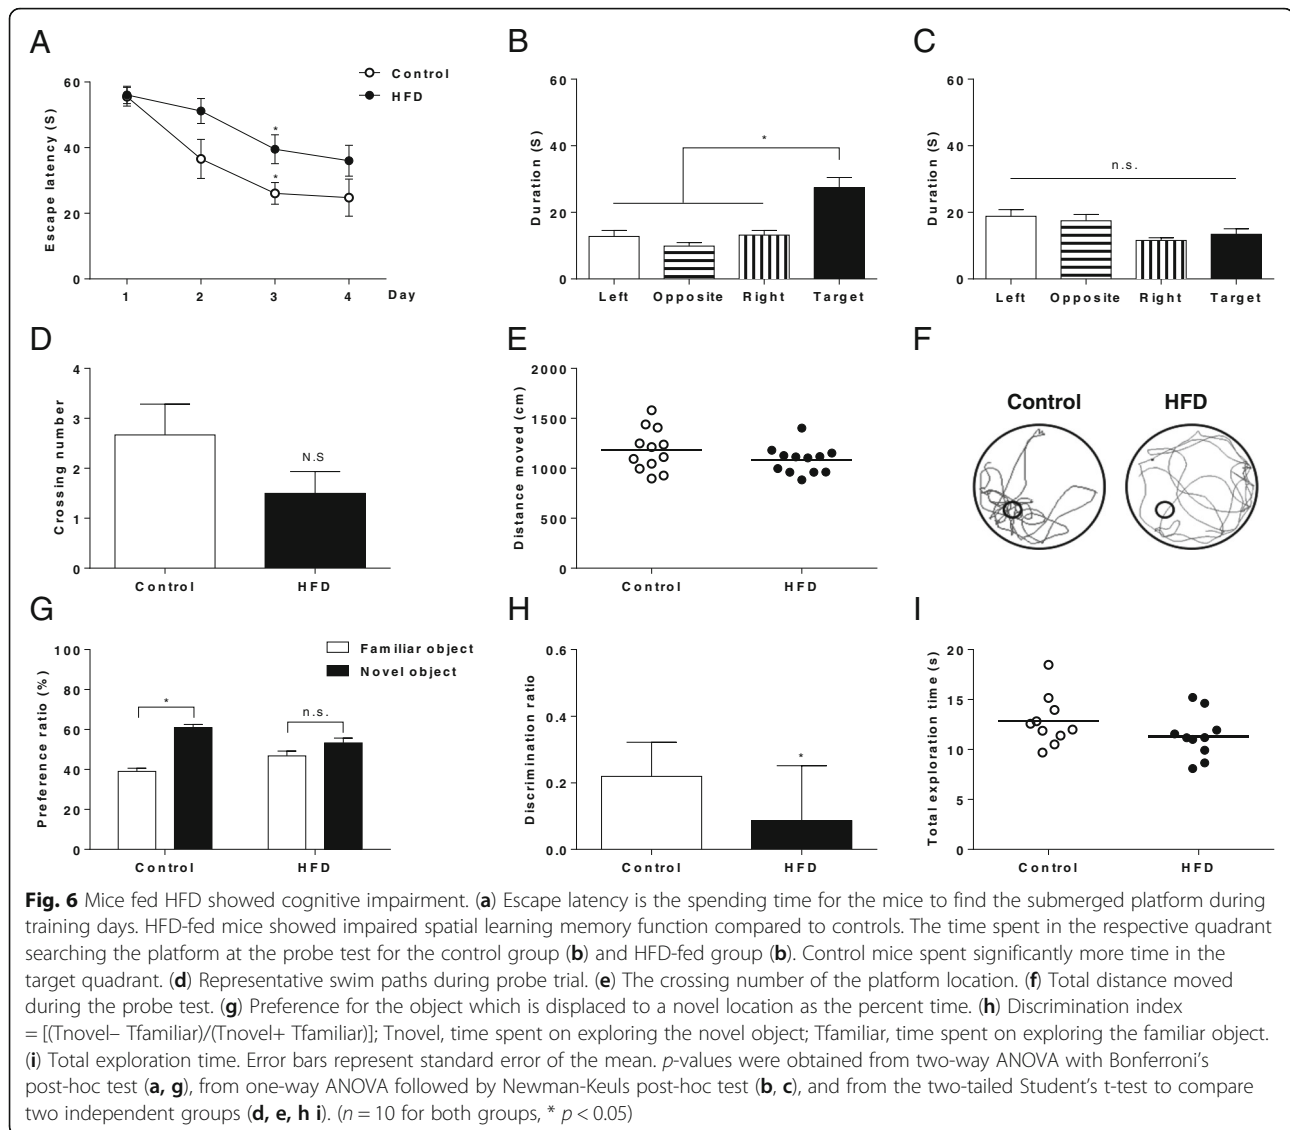 A
Control
HFD
Escape latency (S)
60
40
20
0
*
*
1 2 3 4 Day
B
Duration (S)
60
40
20
0
*
Left Opposite Right Target
C
Duration (S)
60
40
20
0
n.s.
Left Opposite Right Target
D
Crossing number
4
3
2
1
0
N.S
Control HFD
E
Distance moved (cm)
2000
1500
1000
500
0
Control HFD
F
Control HFD
G
Familiar object
Novel object
Preference ratio (%)
100
80
60
40
20
0
*
n.s.
Control HFD
H
Discrimination ratio
0.6
0.4
0.2
0.0
*
Control HFD
I
Total exploration time (s)
20
15
10
5
0
Control HFD
Fig. 6 Mice fed HFD showed cognitive impairment. (a) Escape latency is the spending time for the mice to find the submerged platform during
training days. HFD-fed mice showed impaired spatial learning memory function compared to controls. The time spent in the respective quadrant
searching the platform at the probe test for the control group (b) and HFD-fed group (b). Control mice spent significantly more time in the
target quadrant. (d) Representative swim paths during probe trial. (e) The crossing number of the platform location. (f) Total distance moved
during the probe test. (g) Preference for the object which is displaced to a novel location as the percent time. (h) Discrimination index
= [(Tnovel– Tfamiliar)/(Tnovel+ Tfamiliar)]; Tnovel, time spent on exploring the novel object; Tfamiliar, time spent on exploring the familiar object.
(i) Total exploration time. Error bars represent standard error of the mean. p-values were obtained from two-way ANOVA with Bonferroni’s
post-hoc test (a, g), from one-way ANOVA followed by Newman-Keuls post-hoc test (b, c), and from the two-tailed Student’s t-test to compare
two independent groups (d, e, h i). (n = 10 for both groups, * p < 0.05)